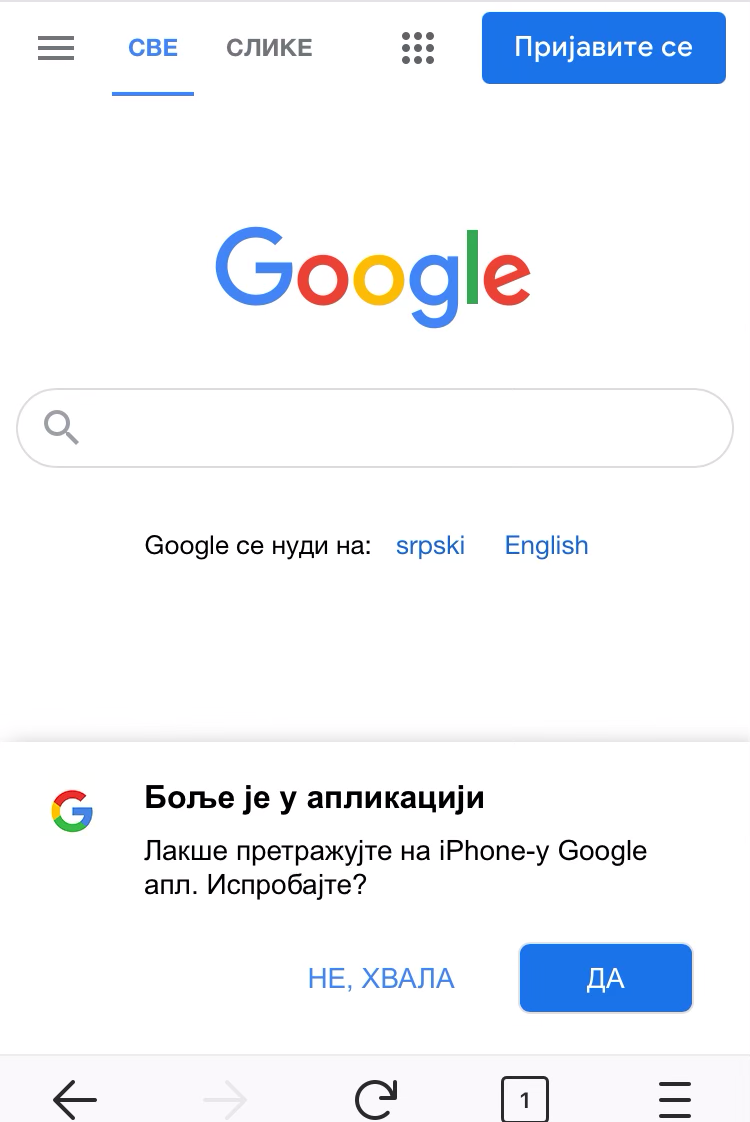 СВЕ СЛИКЕ Пријавите се
Google
Google се нуди на: srpski English
Боље је у апликацији
Лакше претражујте на iPhone-у Google
апл. Испробајте?
НЕ, ХВАЛА ДА
1